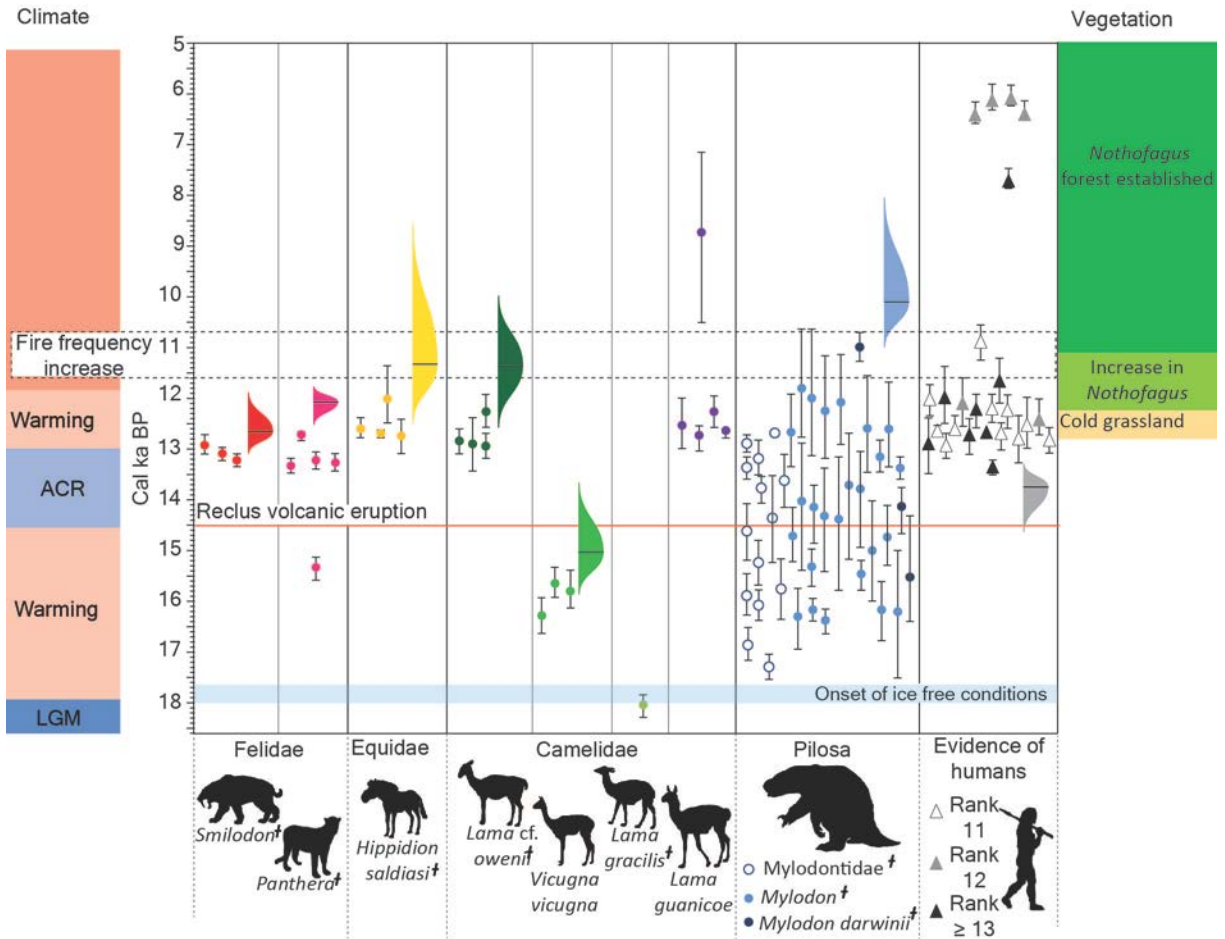 Climate
Vegetation
5
6
7
8
9
10
11
12
13
14
15
16
17
18
Cal ka BP
Fire frequency
increase
Warming
ACR
Warming
LGM
Reclus volcanic eruption
Onset of ice free conditions
Nothofagus
forest established
Increase in
Nothofagus
Cold grassland
Felidae
Smilodon†
Panthera†
Equidae
Hippidion
saldiasi†
Camelidae
Lama cf.
owenii†
Vicugna
vicugna
Lama
gracilis†
Lama
guanicoe
Pilosa
Mylodontidae†
Mylodon†
Mylodon darwinii†
Evidence of
humans
Rank
11
Rank
12
Rank
≥ 13